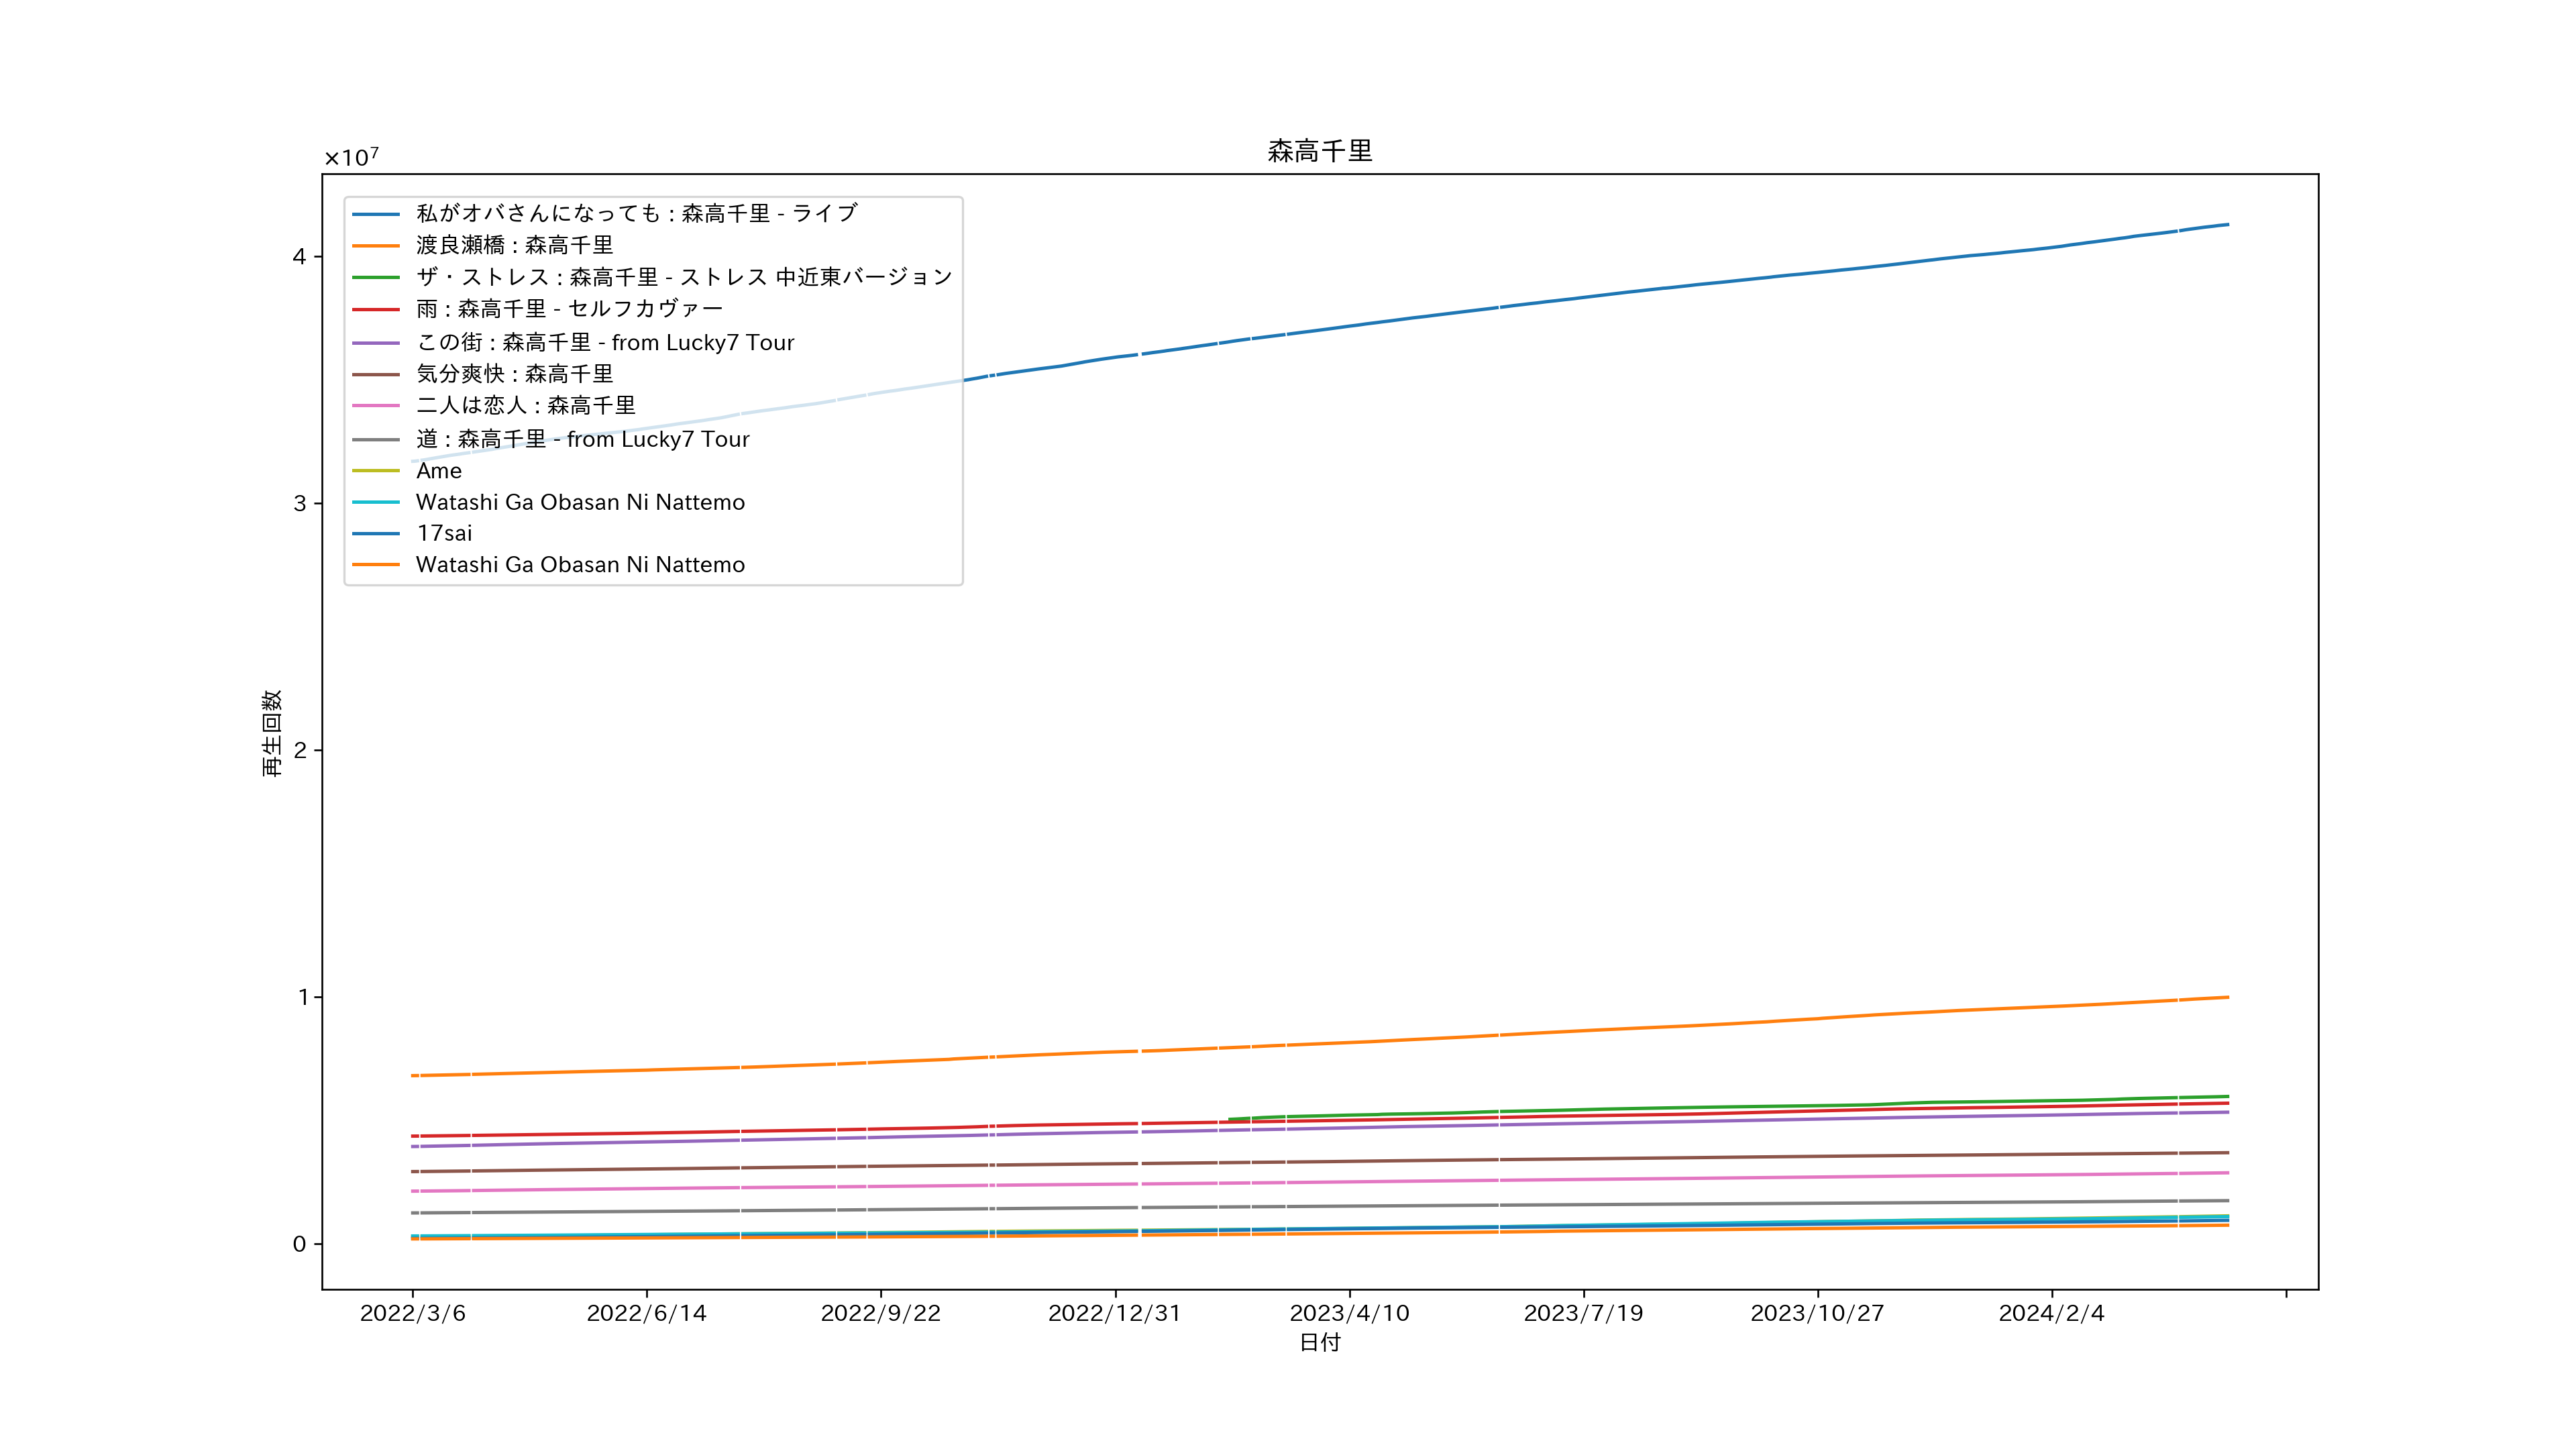 森高千里
×10⁷
私がオバさんになっても : 森高千里 - ライブ
渡良瀬橋 : 森高千里
ザ・ストレス : 森高千里 - ストレス 中近東バージョン
雨 : 森高千里 - セルフカヴァー
この街 : 森高千里 - from Lucky7 Tour
気分爽快 : 森高千里
二人は恋人 : 森高千里
道 : 森高千里 - from Lucky7 Tour
Ame
Watashi Ga Obasan Ni Nattemo
17sai
Watashi Ga Obasan Ni Nattemo
4
3
2
1
0
再生回数
2022/3/6 2022/6/14 2022/9/22 2022/12/31 2023/4/10 2023/7/19 2023/10/27 2024/2/4
日付